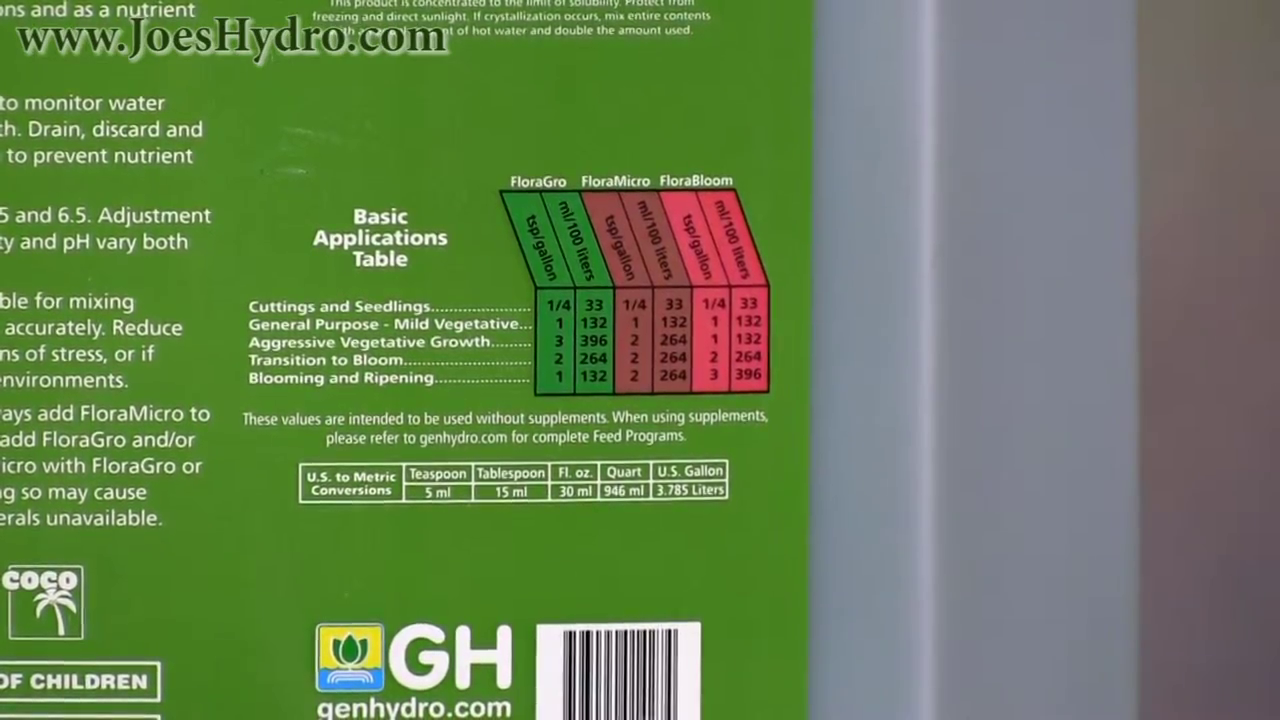 ons and as a nutrient
www.JoesHydro.com
This product is concentrated to the limit of solubility. Protect from
freezing and direct sunlight. If crystallization occurs, mix entire contents
of hot water and double the amount used.
to monitor water
th. Drain, discard and
to prevent nutrient
5 and 6.5. Adjustment
ty and pH vary both
ble for mixing
accurately. Reduce
ns of stress, or if
environments.
ays add FloraMicro to
add FloraGro and/or
icro with FloraGro or
ng so may cause
erals unavailable.
COCO
OF CHILDREN
Basic
Applications
Table
FloraGro FloraMicro FloraBloom
tsp/gallon ml/100 liters tsp/gallon ml/100 liters tsp/gallon ml/100 liters
Cuttings and Seedlings.................... 1/4 33 1/4 33 1/4 33
General Purpose - Mild Vegetative... 1 132 1 132 1 132
Aggressive Vegetative Growth......... 3 396 2 264 1 132
Transition to Bloom.......................... 2 264 2 264 2 264
Blooming and Ripening.................... 1 132 2 264 3 396
These values are intended to be used without supplements. When using supplements,
please refer to genhydro.com for complete Feed Programs.
U.S. to Metric Conversions
Teaspoon Tablespoon Fl. oz. Quart U.S. Gallon
5 ml 15 ml 30 ml 946 ml 3.785 Liters
GH
genhydro.com